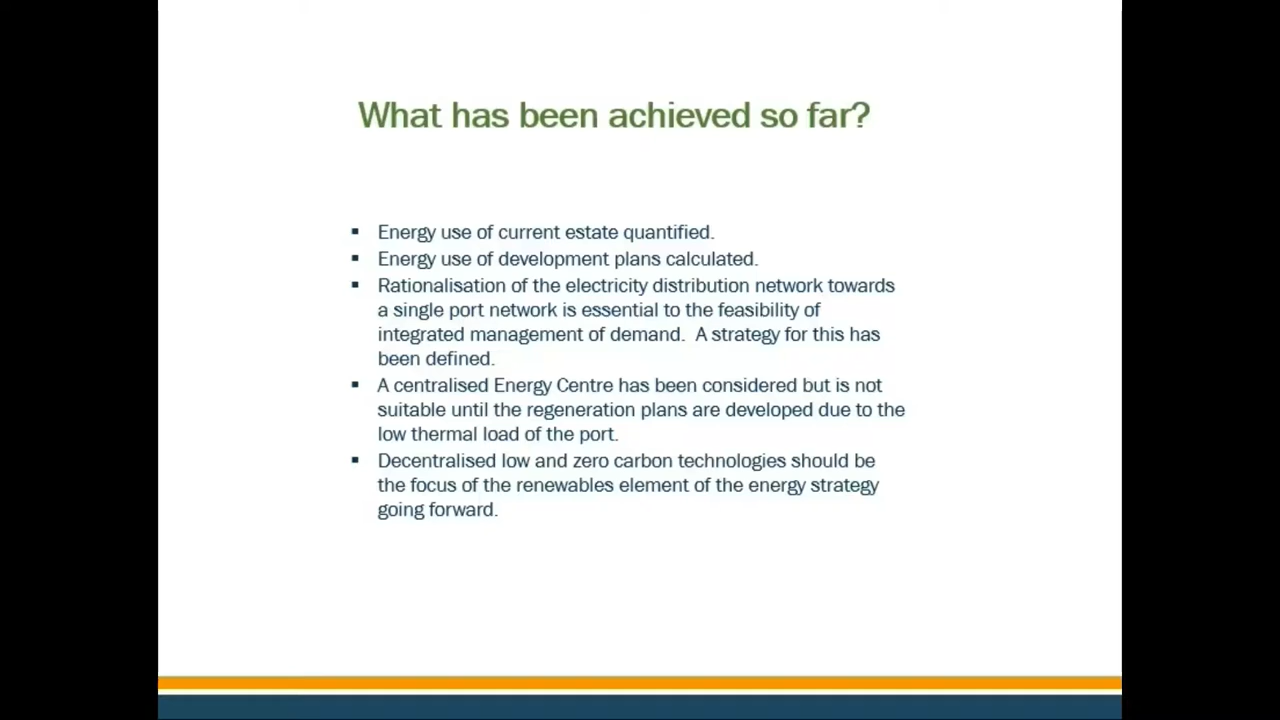 What has been achieved so far?
▪ Energy use of current estate quantified.
▪ Energy use of development plans calculated.
▪ Rationalisation of the electricity distribution network towards
a single port network is essential to the feasibility of
integrated management of demand.  A strategy for this has
been defined.
▪ A centralised Energy Centre has been considered but is not
suitable until the regeneration plans are developed due to the
low thermal load of the port.
▪ Decentralised low and zero carbon technologies should be
the focus of the renewables element of the energy strategy
going forward.